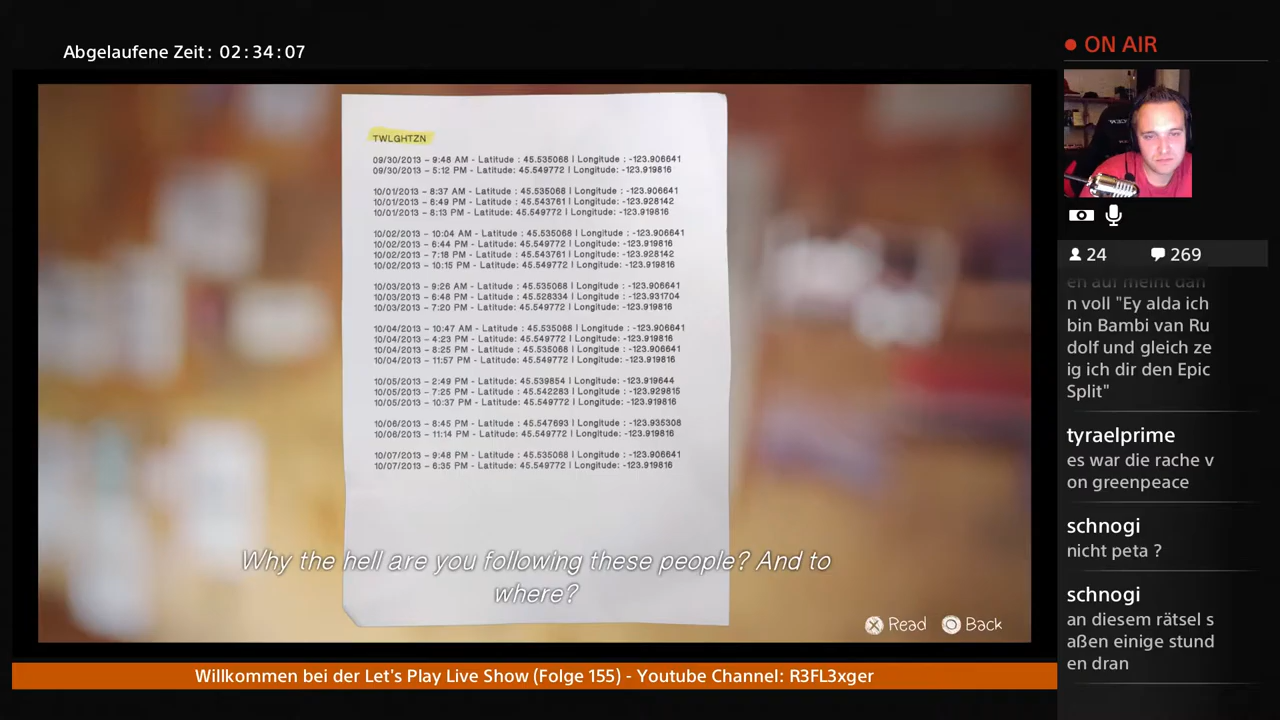 Abgelaufene Zeit: 02:34:07
TWLGHTZN
09/30/2013 - 9:48 AM - Latitude : 45.535068 | Longitude : -123.906641
09/30/2013 - 5:12 PM - Latitude: 45.549772 | Longitude: -123.919816
10/01/2013 - 8:37 AM - Latitude : 45.535068 | Longitude : -123.906641
10/01/2013 - 6:49 PM - Latitude: 45.543761 | Longitude: -123.928142
10/01/2013 - 8:13 PM - Latitude: 45.549772 | Longitude: -123.919816
10/02/2013 - 10:04 AM - Latitude : 45.535068 | Longitude : -123.906641
10/02/2013 - 6:44 PM - Latitude: 45.549772 | Longitude: -123.919816
10/02/2013 - 7:18 PM - Latitude: 45.543761 | Longitude: -123.928142
10/02/2013 - 10:15 PM - Latitude: 45.549772 | Longitude: -123.919816
10/03/2013 - 9:26 AM - Latitude : 45.535068 | Longitude : -123.906641
10/03/2013 - 6:48 PM - Latitude: 45.528334 | Longitude: -123.931704
10/03/2013 - 7:20 PM - Latitude: 45.549772 | Longitude: -123.919816
10/04/2013 - 10:47 AM - Latitude : 45.535068 | Longitude : -123.906641
10/04/2013 - 4:23 PM - Latitude: 45.549772 | Longitude: -123.919816
10/04/2013 - 8:25 PM - Latitude: 45.535068 | Longitude : -123.906641
10/04/2013 - 11:57 PM - Latitude: 45.549772 | Longitude: -123.919816
10/05/2013 - 2:49 PM - Latitude: 45.539854 | Longitude: -123.919644
10/05/2013 - 7:25 PM - Latitude: 45.542283 | Longitude: -123.929815
10/05/2013 - 10:37 PM - Latitude: 45.549772 | Longitude: -123.919816
10/06/2013 - 8:45 PM - Latitude: 45.547693 | Longitude: -123.935308
10/06/2013 - 11:14 PM - Latitude: 45.549772 | Longitude: -123.919816
10/07/2013 - 9:48 PM - Latitude: 45.535068 | Longitude: -123.906641
10/07/2013 - 6:35 PM - Latitude: 45.549772 | Longitude: -123.919816
Why the hell are you following these people? And to
where?
Read Back
Willkommen bei der Let's Play Live Show (Folge 155) - Youtube Channel: R3FL3xger
ON AIR
24 269
en auf meint dan
n voll "Ey alda ich
bin Bambi van Ru
dolf und gleich ze
ig ich dir den Epic
Split"
tyraelprime
es war die rache v
on greenpeace
schnogi
nicht peta ?
schnogi
an diesem rätsel s
aßen einige stund
en dran